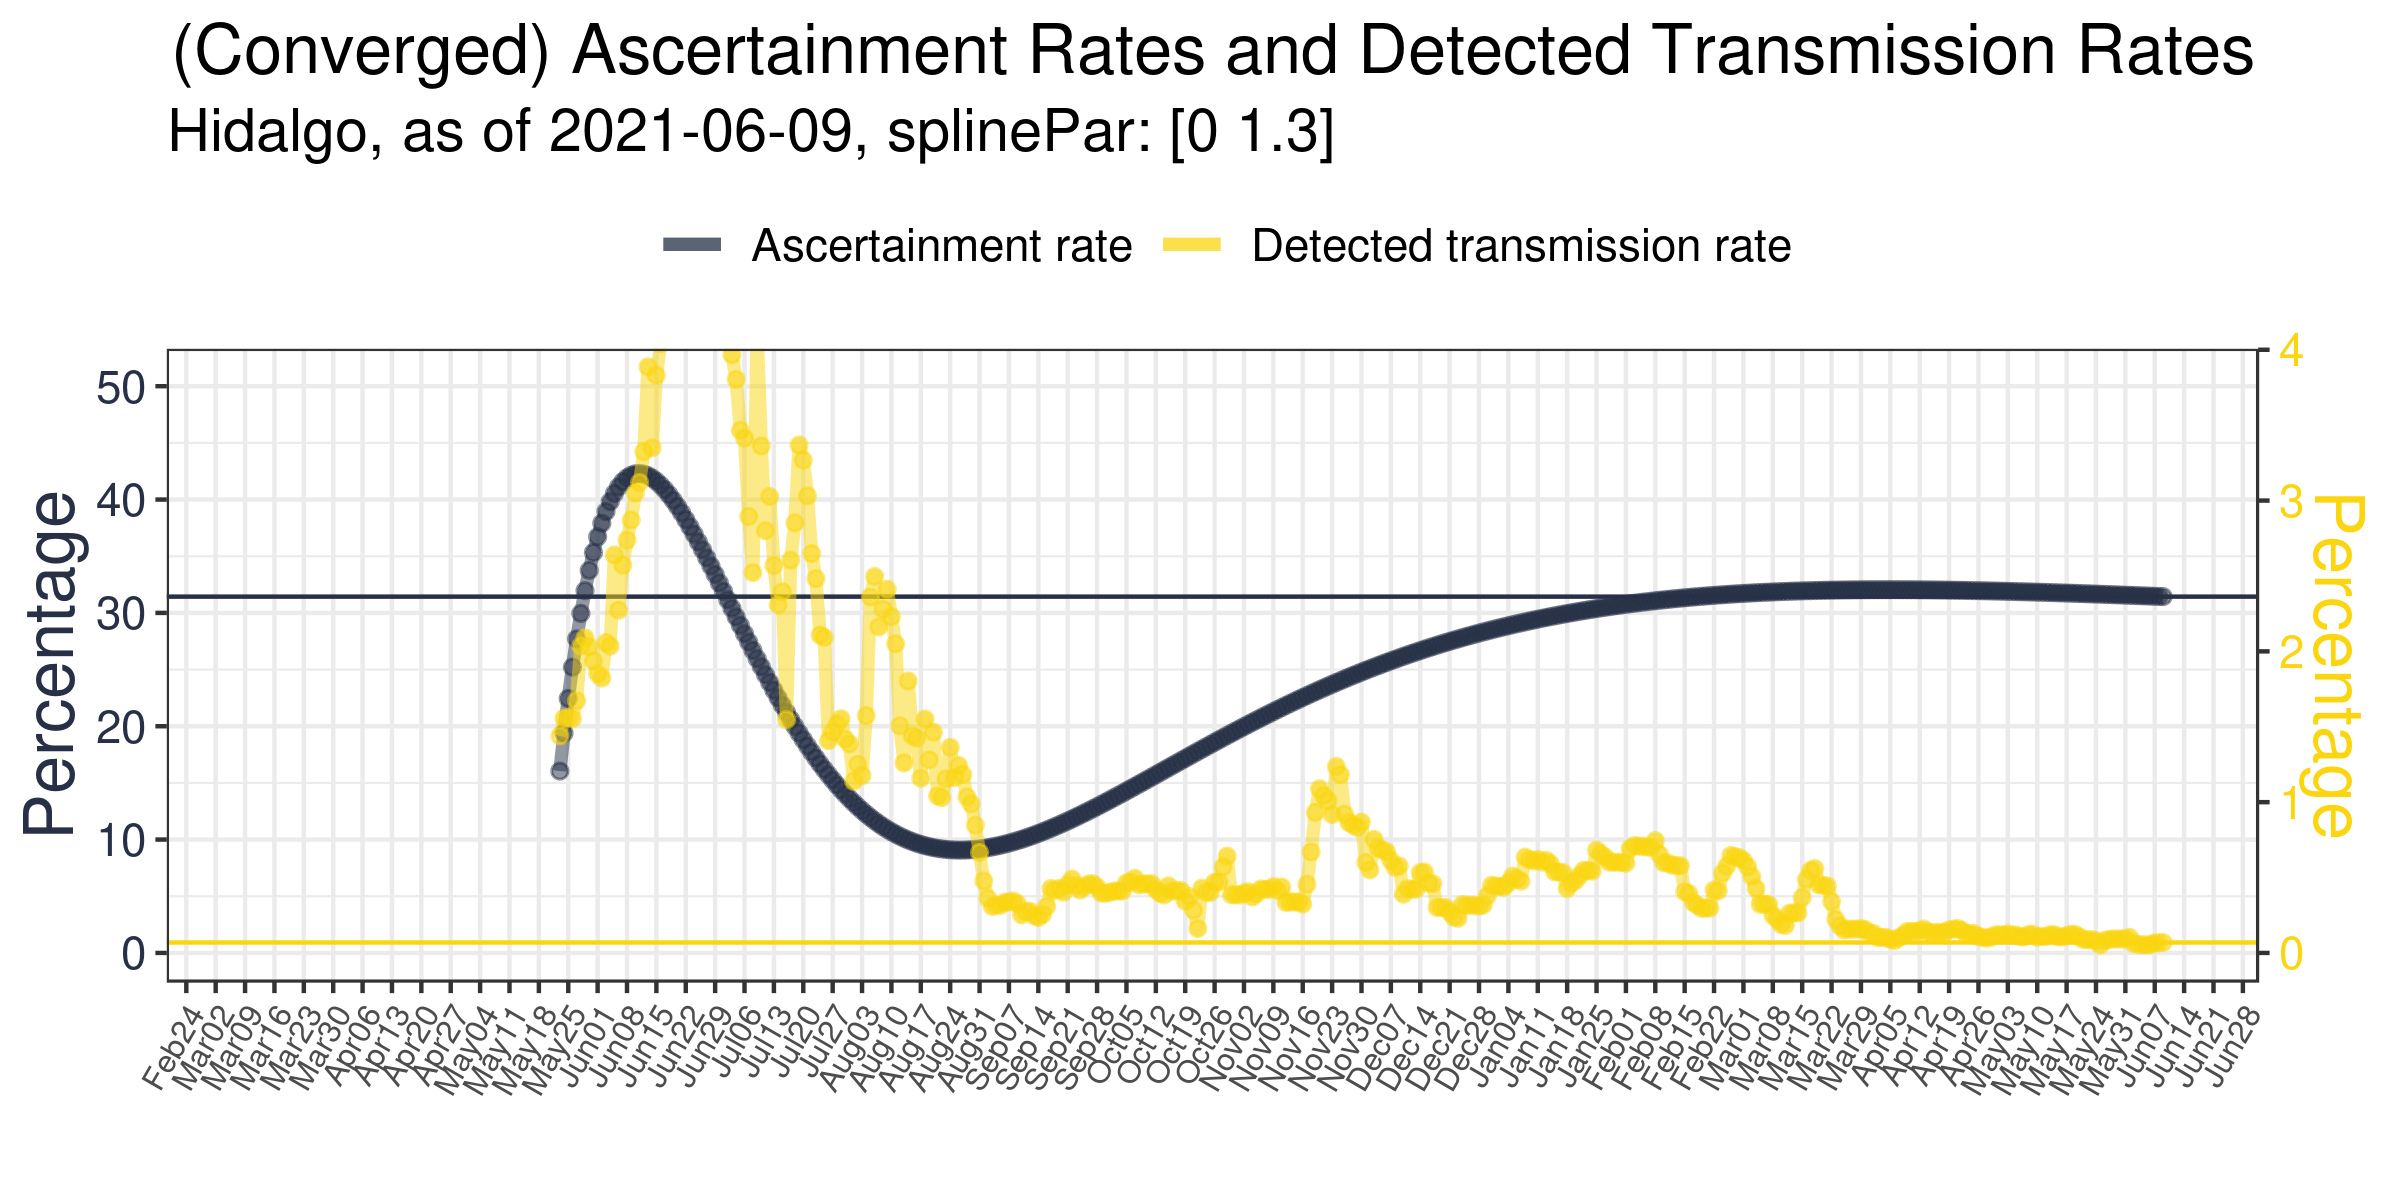 (Converged) Ascertainment Rates and Detected Transmission Rates
Hidalgo, as of 2021-06-09, splinePar: [0 1.3]
Ascertainment rate Detected transmission rate
Percentage
50
40
30
20
10
0
4
3
2
1
0
Percentage
Feb24 Mar02 Mar09 Mar16 Mar23 Mar30 Apr06 Apr13 Apr20 Apr27 May04 May11 May18 May25 Jun01 Jun08 Jun15 Jun22 Jun29 Jul06 Jul13 Jul20 Jul27 Aug03 Aug10 Aug17 Aug24 Aug31 Sep07 Sep14 Sep21 Sep28 Oct05 Oct12 Oct19 Oct26 Nov02 Nov09 Nov16 Nov23 Nov30 Dec07 Dec14 Dec21 Dec28 Jan04 Jan11 Jan18 Jan25 Feb01 Feb08 Feb15 Feb22 Mar01 Mar08 Mar15 Mar22 Mar29 Apr05 Apr12 Apr19 Apr26 May03 May10 May17 May24 May31 Jun07 Jun14 Jun21 Jun28